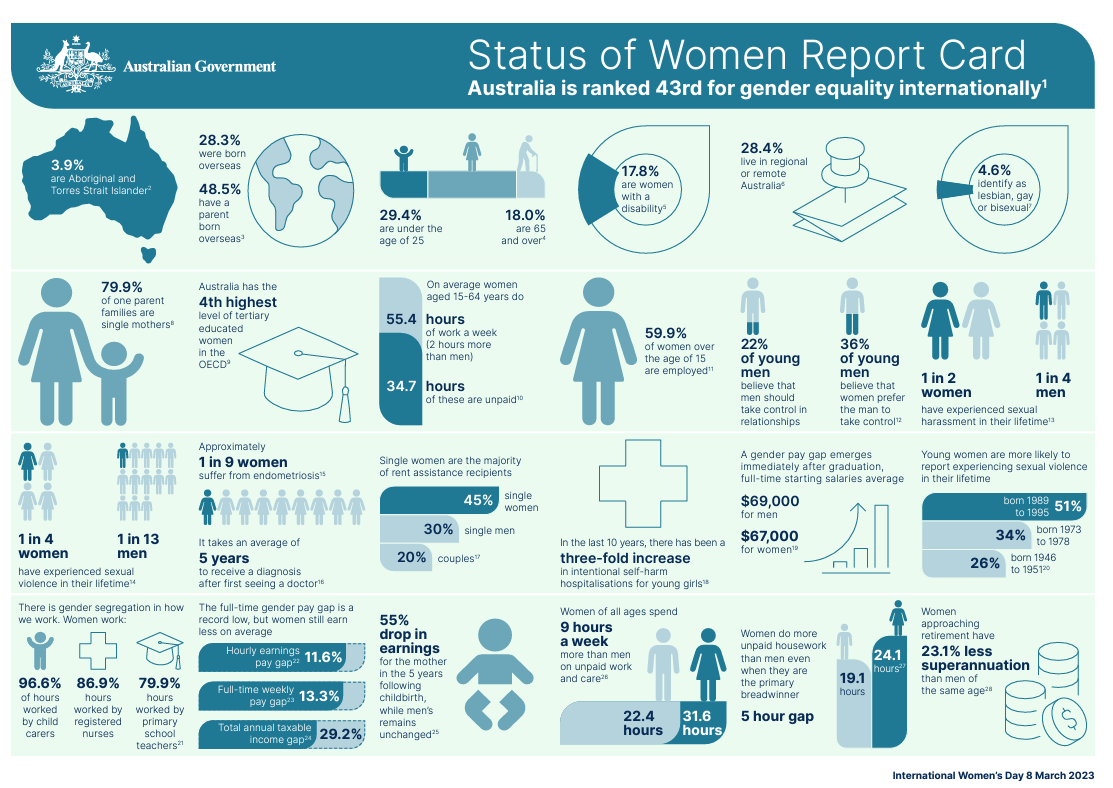 Australian Government
Status of Women Report Card
Australia is ranked 43rd for gender equality internationally¹
3.9%
are Aboriginal and
Torres Strait Islander²
28.3%
were born
overseas
48.5%
have a
parent
born
overseas³
29.4%
are under the
age of 25
18.0%
are 65
and over⁴
17.8%
are women
with a
disability⁵
28.4%
live in regional
or remote
Australia⁶
4.6%
identify as
lesbian, gay
or bisexual⁷
79.9%
of one parent
families are
single mothers⁸
Australia has the
4th highest
level of tertiary
educated
women
in the
OECD⁹
On average women
aged 15-64 years do
55.4 hours
of work a week
(2 hours more
than men)
34.7 hours
of these are unpaid¹⁰
59.9%
of women over
the age of 15
are employed¹¹
22%
of young
men
believe that
men should
take control in
relationships
36%
of young
men
believe that
women prefer
the man to
take control¹²
1 in 2
women
1 in 4
men
have experienced sexual
harassment in their lifetime¹³
1 in 4
women
1 in 13
men
have experienced sexual
violence in their lifetime¹⁴
Approximately
1 in 9 women
suffer from endometriosis¹⁵
It takes an average of
5 years
to receive a diagnosis
after first seeing a doctor¹⁶
Single women are the majority
of rent assistance recipients
45% single
women
30% single men
20% couples¹⁷
In the last 10 years, there has been a
three-fold increase
in intentional self-harm
hospitalisations for young girls¹⁸
A gender pay gap emerges
immediately after graduation,
full-time starting salaries average
$69,000
for men
$67,000
for women¹⁹
Young women are more likely to
report experiencing sexual violence
in their lifetime
born 1989
to 1995 51%
34% born 1973
to 1978
26% born 1946
to 1951²⁰
There is gender segregation in how
we work. Women work:
96.6%
of hours
worked
by child
carers
86.9%
hours
worked by
registered
nurses
79.9%
hours
worked by
primary
school
teachers²¹
The full-time gender pay gap is a
record low, but women still earn
less on average
Hourly earnings
pay gap²² 11.6%
Full-time weekly
pay gap²³ 13.3%
Total annual taxable
income gap²⁴ 29.2%
55%
drop in
earnings
for the mother
in the 5 years
following
childbirth,
while men's
remains
unchanged²⁵
Women of all ages spend
9 hours
a week
more than men
on unpaid work
and care²⁶
22.4
hours
31.6
hours
Women do more
unpaid housework
than men even
when they are
the primary
breadwinner
5 hour gap
19.1
hours
24.1
hours²⁷
Women
approaching
retirement have
23.1% less
superannuation
than men of
the same age²⁸
$
International Women's Day 8 March 2023